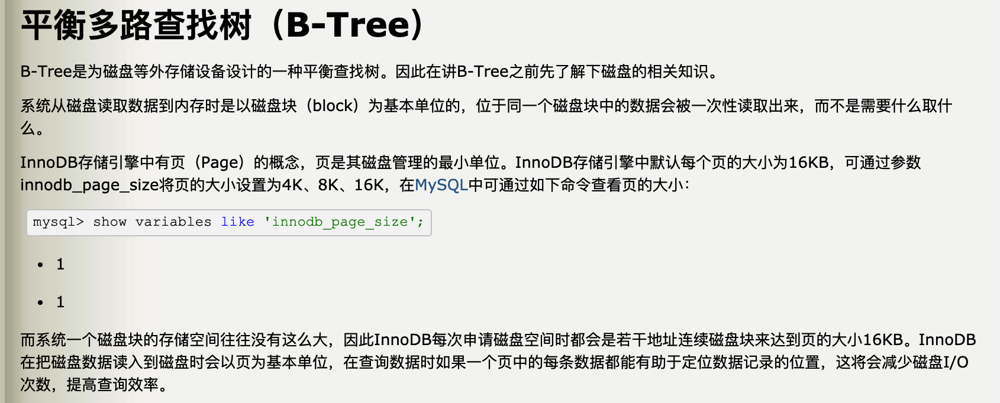 平衡多路查找树（B-Tree）
B-Tree是为磁盘等外存储设备设计的一种平衡查找树。因此在讲B-Tree之前先了解下磁盘的相关知识。
系统从磁盘读取数据到内存时是以磁盘块（block）为基本单位的，位于同一个磁盘块中的数据会被一次性读取出来，而不是需要什么取什
么。
InnoDB存储引擎中有页（Page）的概念，页是其磁盘管理的最小单位。InnoDB存储引擎中默认每个页的大小为16KB，可通过参数
innodb_page_size将页的大小设置为4K、8K、16K，在MySQL中可通过如下命令查看页的大小：
mysql> show variables like 'innodb_page_size';
• 1
• 1
而系统一个磁盘块的存储空间往往没有这么大，因此InnoDB每次申请磁盘空间时都会是若干地址连续磁盘块来达到页的大小16KB。InnoDB
在把磁盘数据读入到磁盘时会以页为基本单位，在查询数据时如果一个页中的每条数据都能有助于定位数据记录的位置，这将会减少磁盘I/O
次数，提高查询效率。